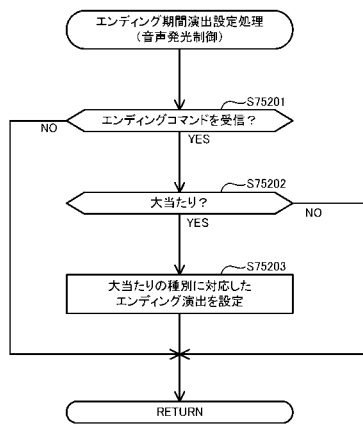 エンディング期間演出設定処理
（音声発光制御）
S75201
エンディングコマンドを受信？
NO
YES
S75202
大当たり？
NO
YES
S75203
大当たりの種別に対応した
エンディング演出を設定
RETURN